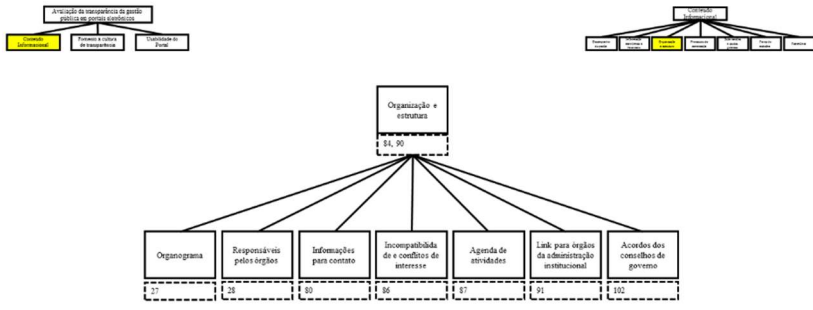 Avaliação da transparência da gestão
pública em portais eletrônicos
Conteúdo
Informacional
Fomento à cultura
de transparência
Usabilidade do
Portal
Conteúdo
Informacional
Organização e
estrutura
84, 90
Organograma
27
Responsáveis
pelos órgãos
28
Informações
para contato
80
Incompatibilida
de e conflitos de
interesse
86
Agenda de
atividades
87
Link para órgãos
da administração
institucional
91
Acordos dos
conselhos de
governo
102